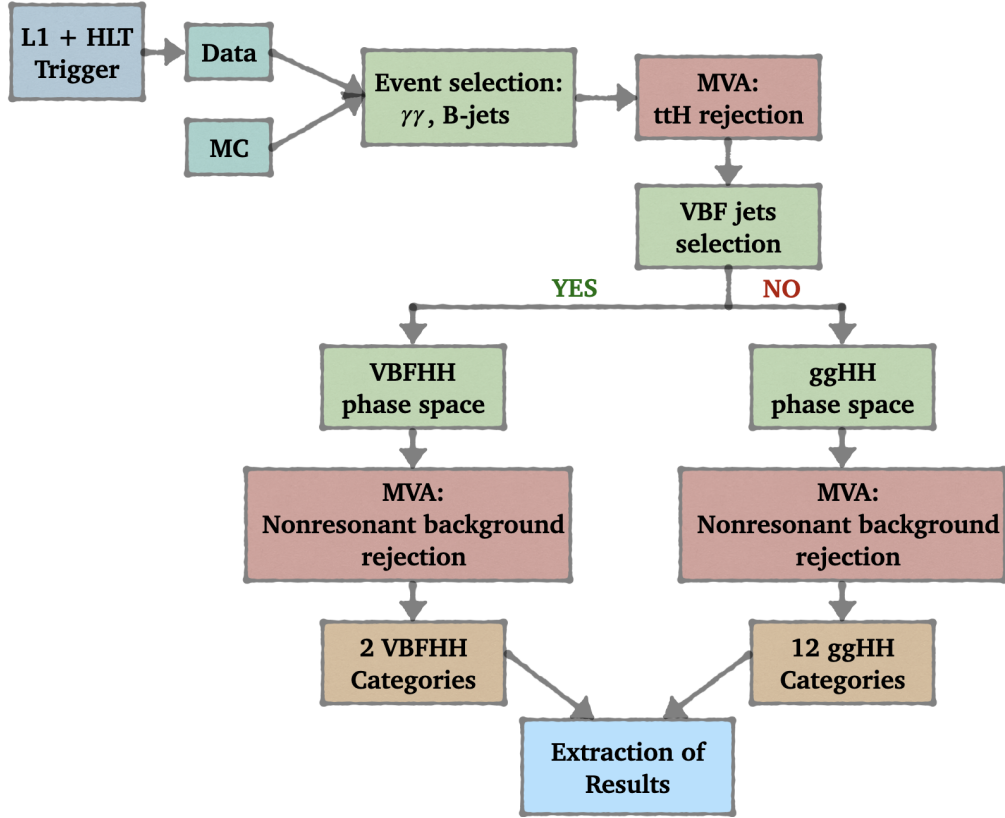 L1 + HLT
Trigger
Data
MC
Event selection:
γγ, B-jets
MVA:
ttH rejection
VBF jets
selection
YES
NO
VBFHH
phase space
ggHH
phase space
MVA:
Nonresonant background
rejection
MVA:
Nonresonant background
rejection
2 VBFHH
Categories
12 ggHH
Categories
Extraction of
Results